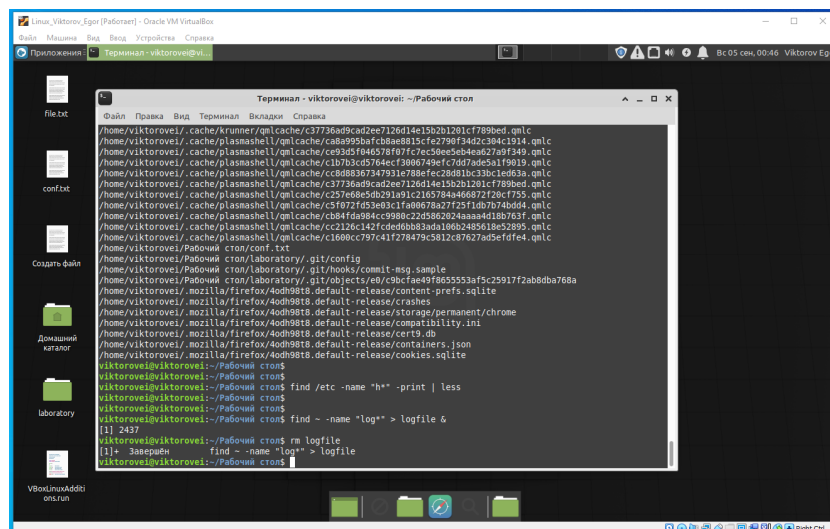 Linux_Viktorov_Egor [Работает] - Oracle VM VirtualBox
Файл Машина Вид Ввод Устройства Справка
Приложения Терминал - viktorovei@vi... Вс 05 сен, 00:46 Viktorov Eg
file.txt
conf.txt
Создать файл
Домашний
каталог
laboratory
VBoxLinuxAdditi
ons.run
Терминал - viktorovei@viktorovei: ~/Рабочий стол
Файл Правка Вид Терминал Вкладки Справка
/home/viktorovei/.cache/krunner/qmlcache/c37736ad9cad2ee7126d14e15b2b1201cf789bed.qmlc
/home/viktorovei/.cache/plasmashell/qmlcache/ca8a995bafcb8ae8815cfe2790f34d2c304c1914.qmlc
/home/viktorovei/.cache/plasmashell/qmlcache/ce93d5f046578f07fc7ec50ee5eb4ea627a9f349.qmlc
/home/viktorovei/.cache/plasmashell/qmlcache/c1b7b3cd5764ecf3006749efc7dd7ade5a1f9019.qmlc
/home/viktorovei/.cache/plasmashell/qmlcache/cc8d88367347931e788efec28d81bc33bc1ed63a.qmlc
/home/viktorovei/.cache/plasmashell/qmlcache/c37736ad9cad2ee7126d14e15b2b1201cf789bed.qmlc
/home/viktorovei/.cache/plasmashell/qmlcache/c257e68e5db291a91c2165784a466872f20cf755.qmlc
/home/viktorovei/.cache/plasmashell/qmlcache/c5f072fd53e03c1fa00678a27f25f1db7b74bdd4.qmlc
/home/viktorovei/.cache/plasmashell/qmlcache/cb84fda984cc9980c22d5862024aaaa4d18b763f.qmlc
/home/viktorovei/.cache/plasmashell/qmlcache/cc2126c142fcded6bb83ada106b2485618e52895.qmlc
/home/viktorovei/.cache/plasmashell/qmlcache/c1600cc797c41f278479c5812c87627ad5efdfe4.qmlc
/home/viktorovei/Рабочий стол/conf.txt
/home/viktorovei/Рабочий стол/laboratory/.git/config
/home/viktorovei/Рабочий стол/laboratory/.git/hooks/commit-msg.sample
/home/viktorovei/Рабочий стол/laboratory/.git/objects/e0/c9bcfae49f8655553af5c25917f2ab8dba768a
/home/viktorovei/.mozilla/firefox/4odh98t8.default-release/content-prefs.sqlite
/home/viktorovei/.mozilla/firefox/4odh98t8.default-release/crashes
/home/viktorovei/.mozilla/firefox/4odh98t8.default-release/storage/permanent/chrome
/home/viktorovei/.mozilla/firefox/4odh98t8.default-release/compatibility.ini
/home/viktorovei/.mozilla/firefox/4odh98t8.default-release/cert9.db
/home/viktorovei/.mozilla/firefox/4odh98t8.default-release/containers.json
/home/viktorovei/.mozilla/firefox/4odh98t8.default-release/cookies.sqlite
viktorovei@viktorovei:~/Рабочий стол$
viktorovei@viktorovei:~/Рабочий стол$
viktorovei@viktorovei:~/Рабочий стол$ find /etc -name "h*" -print | less
viktorovei@viktorovei:~/Рабочий стол$
viktorovei@viktorovei:~/Рабочий стол$
viktorovei@viktorovei:~/Рабочий стол$ find ~ -name "log*" > logfile &
[1] 2437
viktorovei@viktorovei:~/Рабочий стол$ rm logfile
[1]+ Завершён find ~ -name "log*" > logfile
viktorovei@viktorovei:~/Рабочий стол$
Right Ctrl